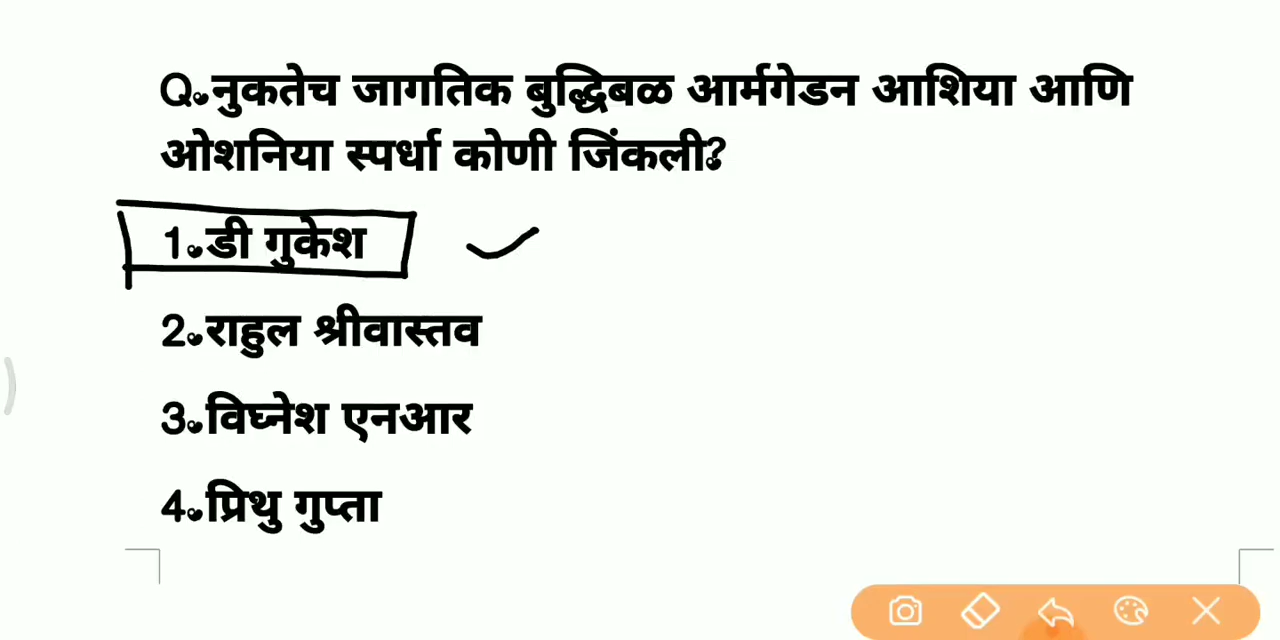 Q.नुकतेच जागतिक बुद्धिबळ आर्मगेडन आशिया आणि
ओशनिया स्पर्धा कोणी जिंकली?
1.डी गुकेश
2.राहुल श्रीवास्तव
3.विघ्नेश एनआर
4.प्रिथु गुप्ता